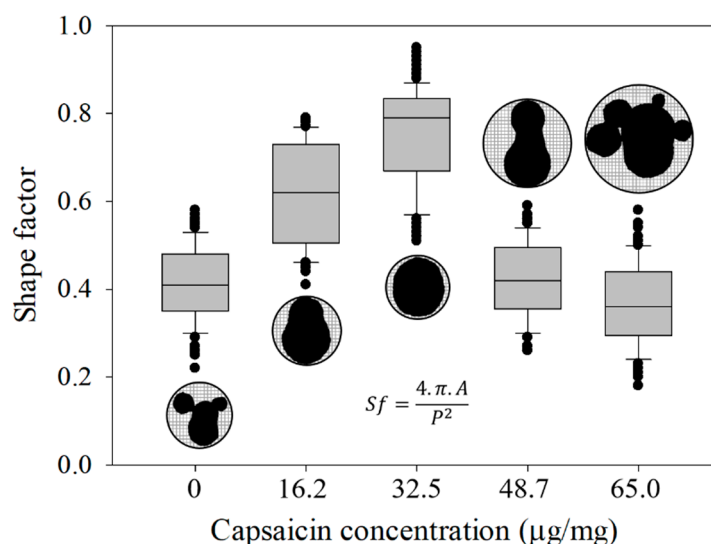 1.0
0.8
0.6
0.4
0.2
0.0
Shape factor
Sf = 4.π.A / P²
0 16.2 32.5 48.7 65.0
Capsaicin concentration (µg/mg)